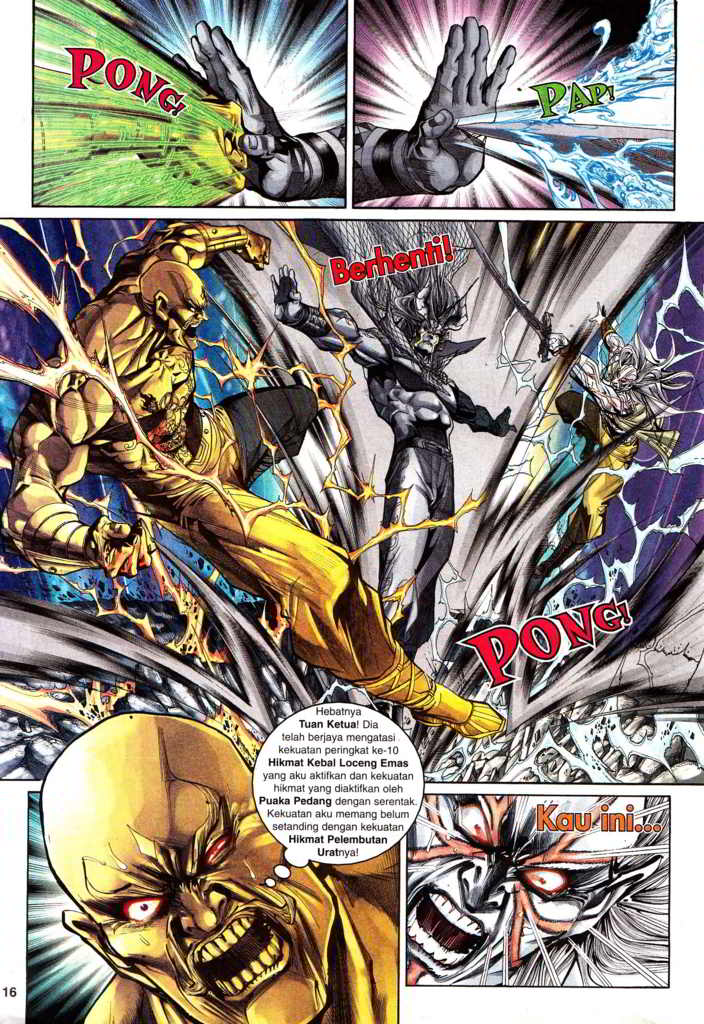 PONG!
PAP!
Berhenti!
PONG!
Hebatnya
Tuan Ketua! Dia
telah berjaya mengatasi
kekuatan peringkat ke-10
Hikmat Kebal Loceng Emas
yang aku aktifkan dan kekuatan
hikmat yang diaktifkan oleh
Puaka Pedang dengan serentak.
Kekuatan aku memang belum
setanding dengan kekuatan
Hikmat Pelembutan
Uratnya!
Kau ini...
16